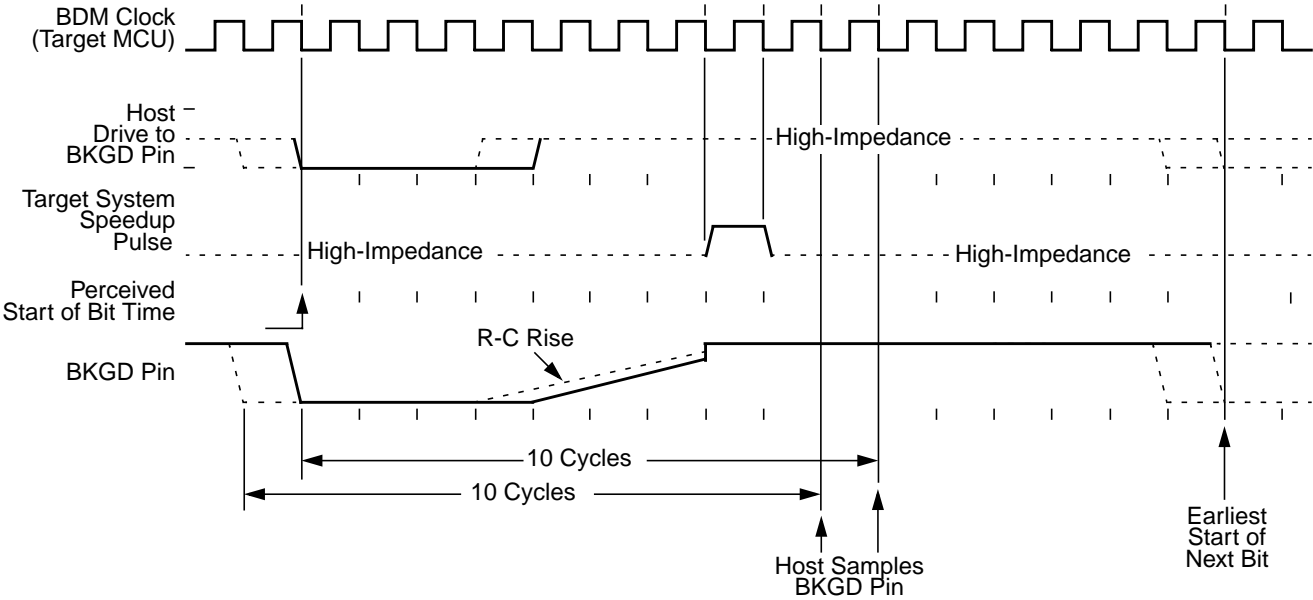 BDM Clock
(Target MCU)
Host
Drive to
BKGD Pin
High-Impedance
Target System
Speedup
Pulse
High-Impedance
High-Impedance
Perceived
Start of Bit Time
R-C Rise
BKGD Pin
10 Cycles
10 Cycles
Earliest
Start of
Next Bit
Host Samples
BKGD Pin